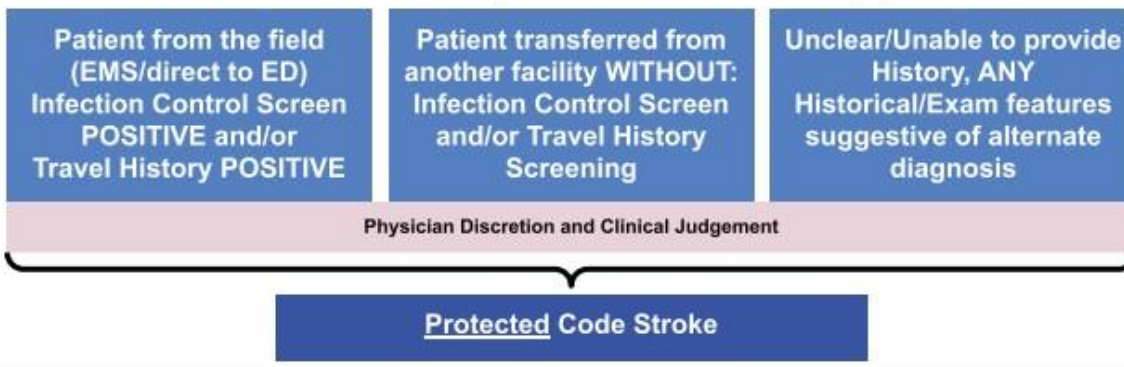 Patient from the field
(EMS/direct to ED)
Infection Control Screen
POSITIVE and/or
Travel History POSITIVE
Patient transferred from
another facility WITHOUT:
Infection Control Screen
and/or Travel History
Screening
Unclear/Unable to provide
History, ANY
Historical/Exam features
suggestive of alternate
diagnosis
Physician Discretion and Clinical Judgement
Protected Code Stroke